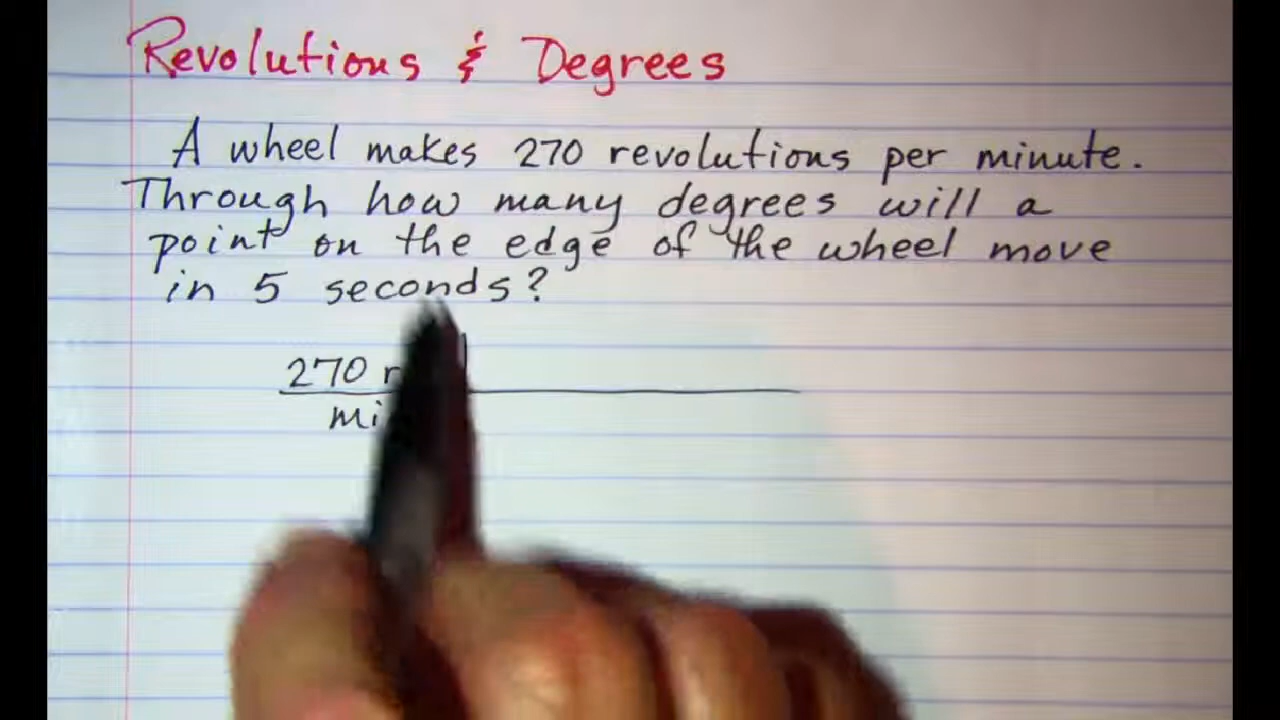 Revolutions & Degrees
A wheel makes 270 revolutions per minute.
Through how many degrees will a
point on the edge of the wheel move
in 5 seconds?
270